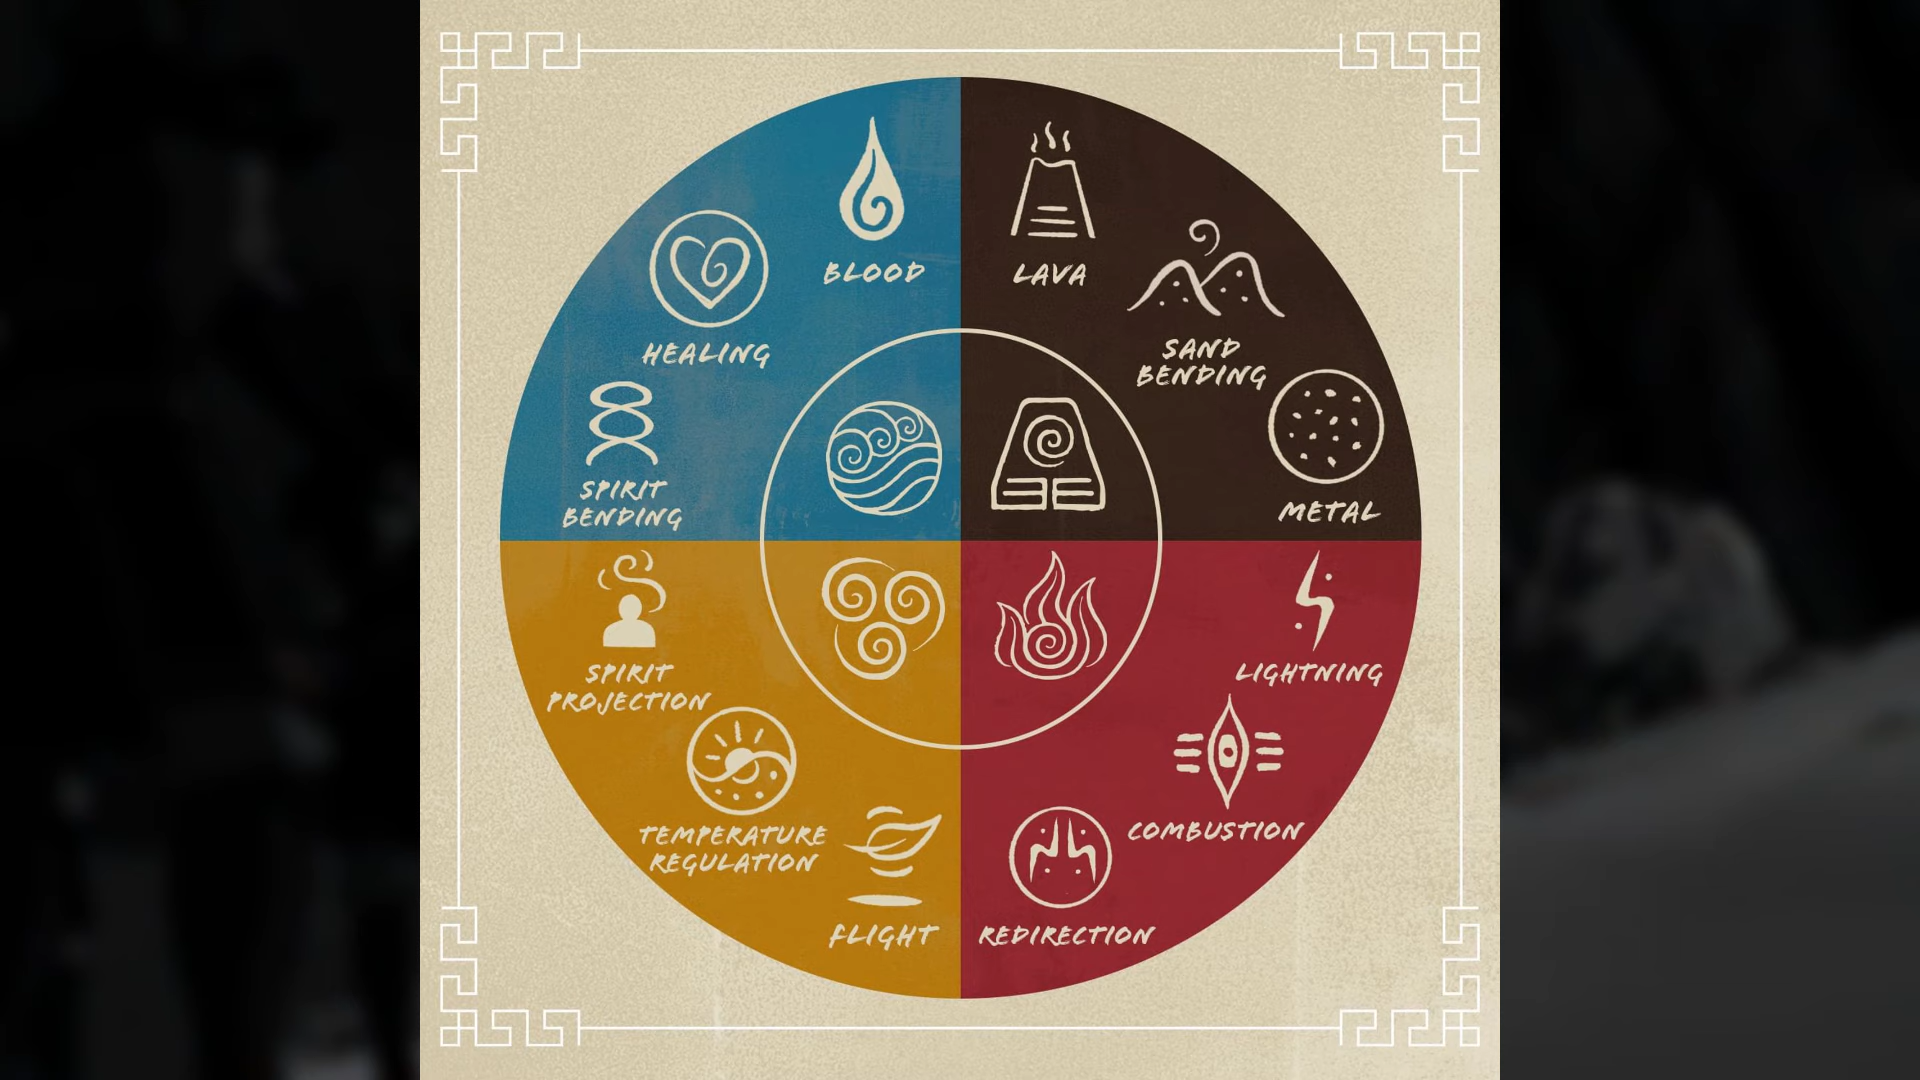 BLOOD
LAVA
HEALING
SAND
BENDING
SPIRIT
BENDING
METAL
SPIRIT
PROJECTION
LIGHTNING
TEMPERATURE
REGULATION
COMBUSTION
FLIGHT
REDIRECTION